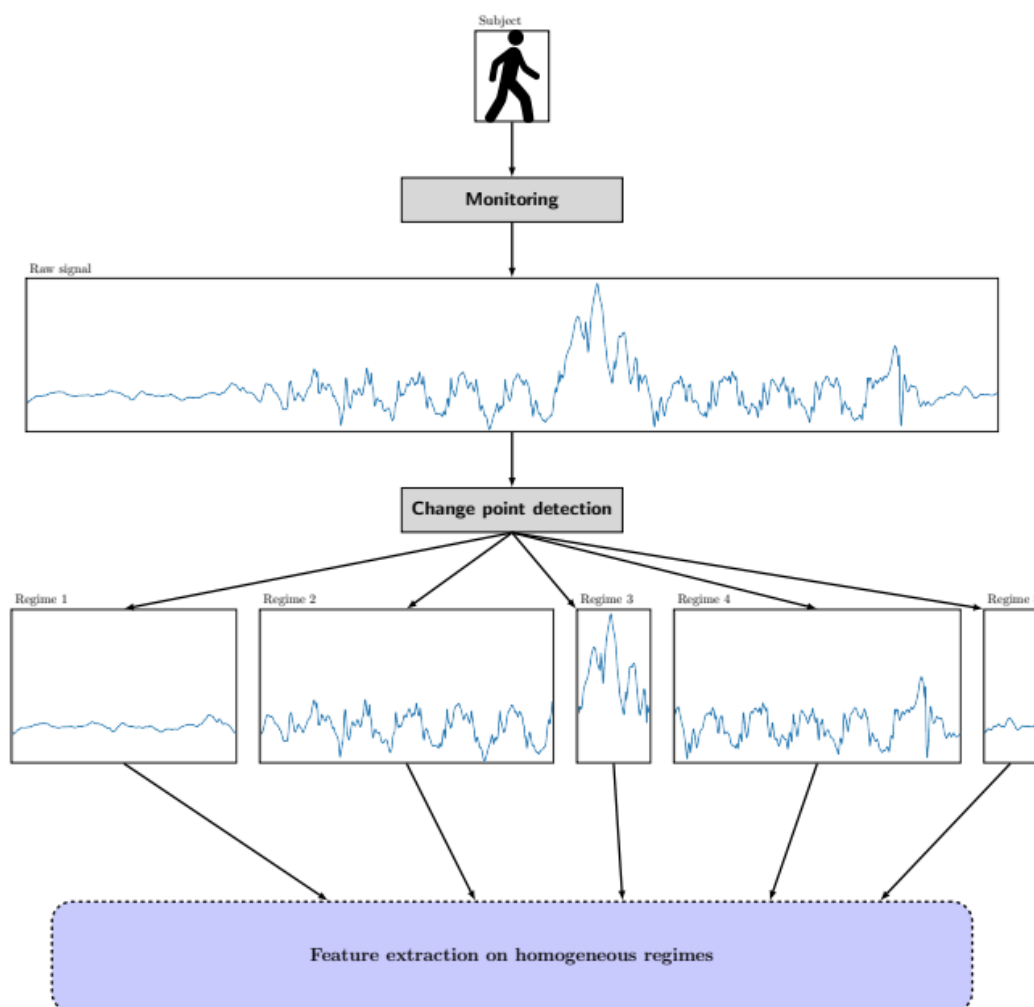 Subject
Monitoring
Raw signal
Change point detection
Regime 1
Regime 2
Regime 3
Regime 4
Regime
Feature extraction on homogeneous regimes